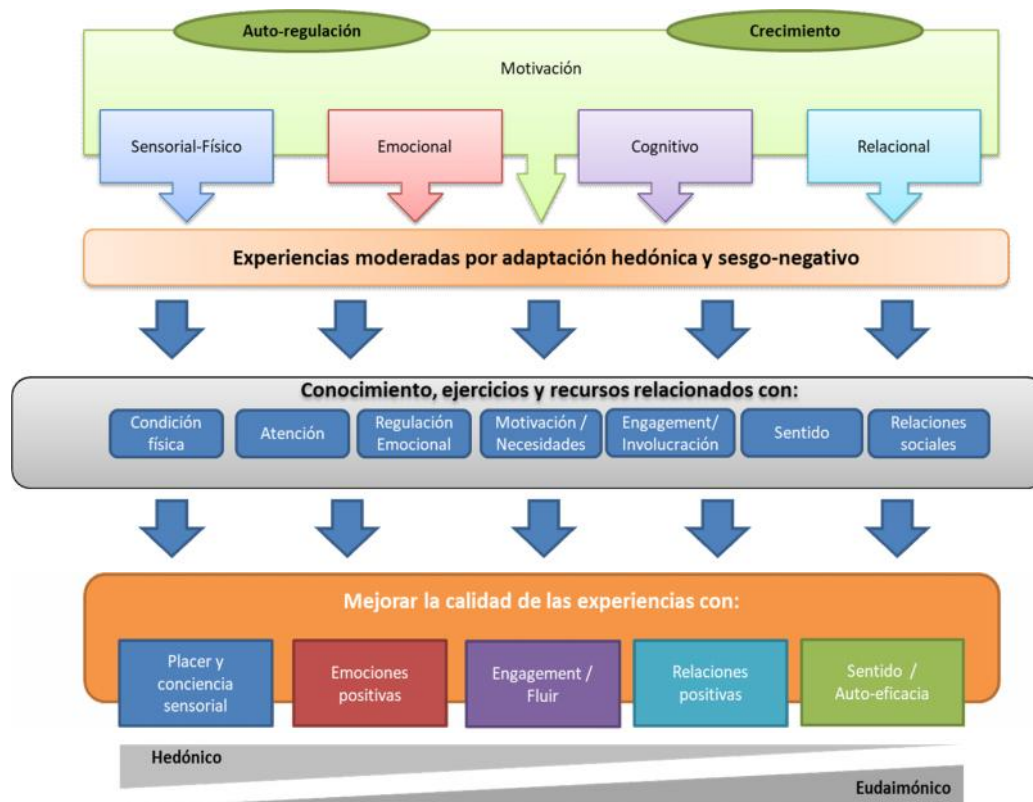 Auto-regulación
Crecimiento
Motivación
Sensorial-Físico
Emocional
Cognitivo
Relacional
Experiencias moderadas por adaptación hedónica y sesgo-negativo
Conocimiento, ejercicios y recursos relacionados con:
Condición
física
Atención
Regulación
Emocional
Motivación /
Necesidades
Engagement/
Involucración
Sentido
Relaciones
sociales
Mejorar la calidad de las experiencias con:
Placer y
conciencia
sensorial
Emociones
positivas
Engagement /
Fluir
Relaciones
positivas
Sentido /
Auto-eficacia
Hedónico
Eudaimónico